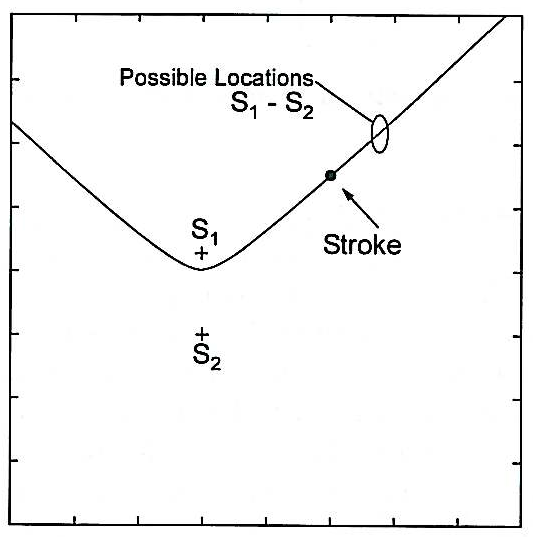 Possible Locations
S₁ - S₂
S₁
Stroke
S₂